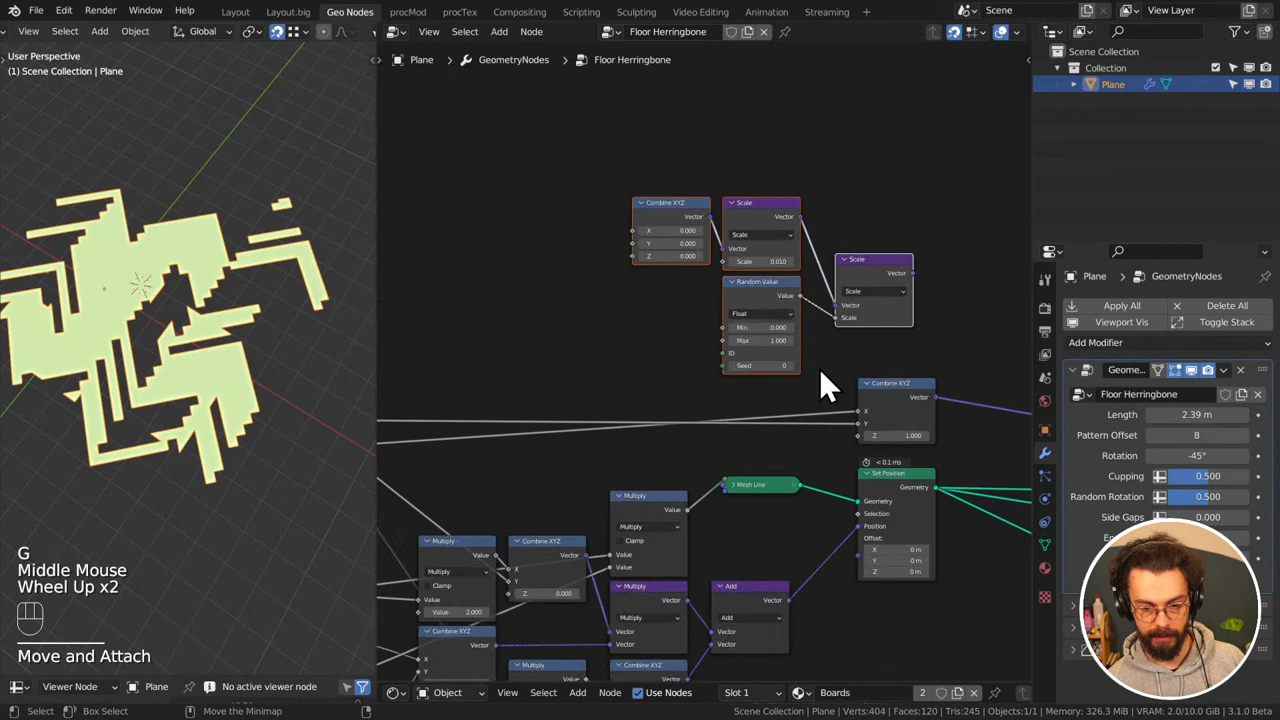 File Edit Render Window Help Layout Layout.big Geo Nodes procMod procTex Compositing Scripting Sculpting Video Editing Animation Streaming + Scene View Layer
View Select Add Object Global
View Select Add Node Floor Herringbone
User Perspective
(1) Scene Collection | Plane
Plane > GeometryNodes > Floor Herringbone
Scene Collection
Collection
Plane
Combine XYZ
Vector
X 0.000
Y 0.000
Z 0.000
Scale
Vector
Scale
Vector
Scale 0.010
Random Value
Value
Float
Min 0.000
Max 1.000
ID
Seed 0
Scale
Vector
Scale
Vector
Scale
Combine XYZ
Vector
X
Y
Z 1.000
Mesh Line
< 0.1 ms
Set Position
Geometry
Geometry
Selection
Position
Offset:
X 0 m
Y 0 m
Z 0 m
Multiply
Value
Multiply
Clamp
Value
Value
Multiply
Value
Multiply
Clamp
Value
Value 2.000
Combine XYZ
Vector
X
Y
Z 0.000
Multiply
Vector
Multiply
Vector
Vector
Add
Vector
Add
Vector
Vector
Combine XYZ
Vector
X
Multiply
Combine XYZ
Plane > GeometryNodes
Apply All Delete All
Viewport Vis Toggle Stack
Add Modifier
Geome...
Floor Herringbone
Length 2.39 m
Pattern Offset 8
Rotation -45°
Cupping 0.500
Random Rotation 0.500
Side Gaps 0.000
G
Middle Mouse
Wheel Up x2
Move and Attach
Viewer Node Plane No active viewer node
Object View Select Add Node Use Nodes Slot 1 Boards 2
Select Box Select Move the Minimap
Scene Collection | Plane | Verts:404 | Faces:120 | Tris:245 | Objects:1/1 | Memory: 326.3 MiB | VRAM: 2.0/10.0 GiB | 3.1.0 Beta